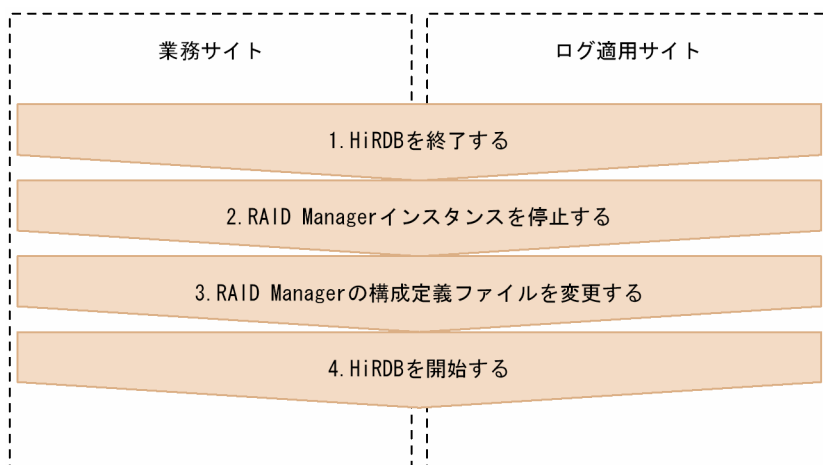 業務サイト
ログ適用サイト
1.HiRDBを終了する
2.RAID Managerインスタンスを停止する
3.RAID Managerの構成定義ファイルを変更する
4.HiRDBを開始する